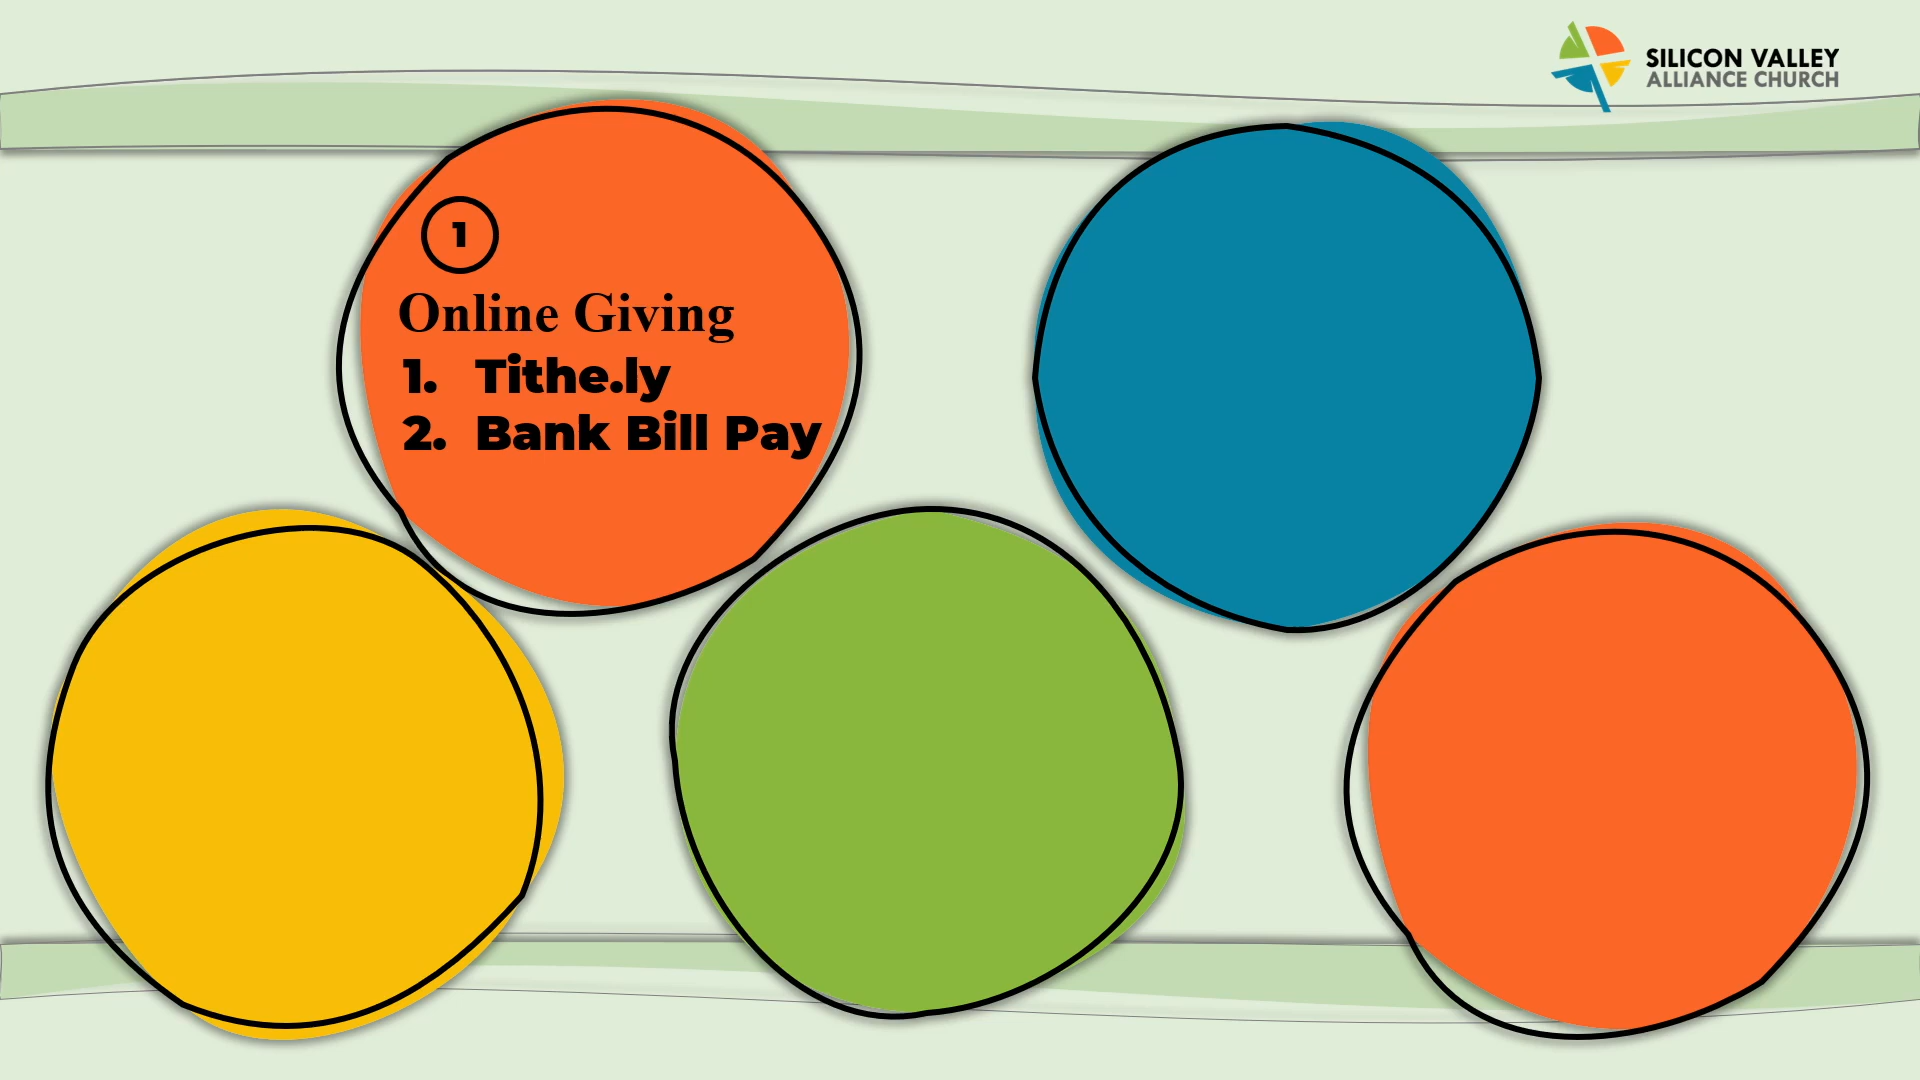 SILICON VALLEY
ALLIANCE CHURCH
1
Online Giving
1. Tithe.ly
2. Bank Bill Pay